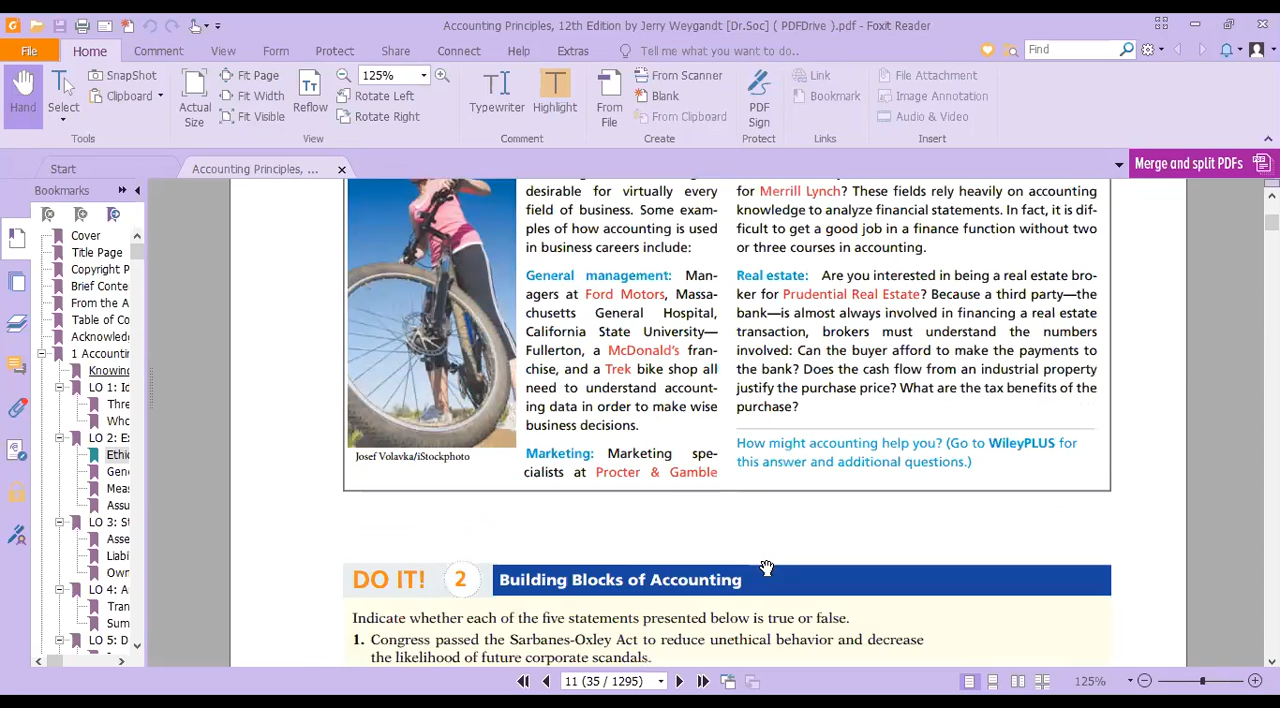 Accounting Principles, 12th Edition by Jerry Weygardt [Dr.Soc] ( PDFDrive ).pdf - Foxit Reader
File Home Comment View Form Protect Share Connect Help Extras Tell me what you want to do.. Find
Hand
Select
SnapShot
Clipboard
Actual Size
Fit Page
Fit Width
Fit Visible
Reflow
125%
Rotate Left
Rotate Right
Typewriter
Highlight
From File
From Scanner
Blank
From Clipboard
PDF Sign
Link
Bookmark
File Attachment
Image Annotation
Audio & Video
Tools View Comment Create Protect Links Insert
Start
Accounting Principles, ...
Merge and split PDFs
Bookmarks
Cover
Title Page
Copyright P
Brief Conte
From the A
Table of Co
Acknowled
1 Accountir
Knowing
LO 1: Id
Thre
Who
LO 2: Ex
Ethic
Gene
Meas
Assu
LO 3: St
Asse
Liabi
Own
LO 4: A
Tran
Sum
LO 5: D
desirable for virtually every
field of business. Some exam-
ples of how accounting is used
in business careers include:
General management: Man-
agers at Ford Motors, Massa-
chusetts General Hospital,
California State University—
Fullerton, a McDonald's fran-
chise, and a Trek bike shop all
need to understand account-
ing data in order to make wise
business decisions.
Marketing: Marketing spe-
cialists at Procter & Gamble
Josef Volavka/iStockphoto
for Merrill Lynch? These fields rely heavily on accounting
knowledge to analyze financial statements. In fact, it is dif-
ficult to get a good job in a finance function without two
or three courses in accounting.
Real estate: Are you interested in being a real estate bro-
ker for Prudential Real Estate? Because a third party—the
bank—is almost always involved in financing a real estate
transaction, brokers must understand the numbers
involved: Can the buyer afford to make the payments to
the bank? Does the cash flow from an industrial property
justify the purchase price? What are the tax benefits of the
purchase?
How might accounting help you? (Go to WileyPLUS for
this answer and additional questions.)
DO IT! 2 Building Blocks of Accounting
Indicate whether each of the five statements presented below is true or false.
1. Congress passed the Sarbanes-Oxley Act to reduce unethical behavior and decrease
the likelihood of future corporate scandals.
11 (35 / 1295)
125%